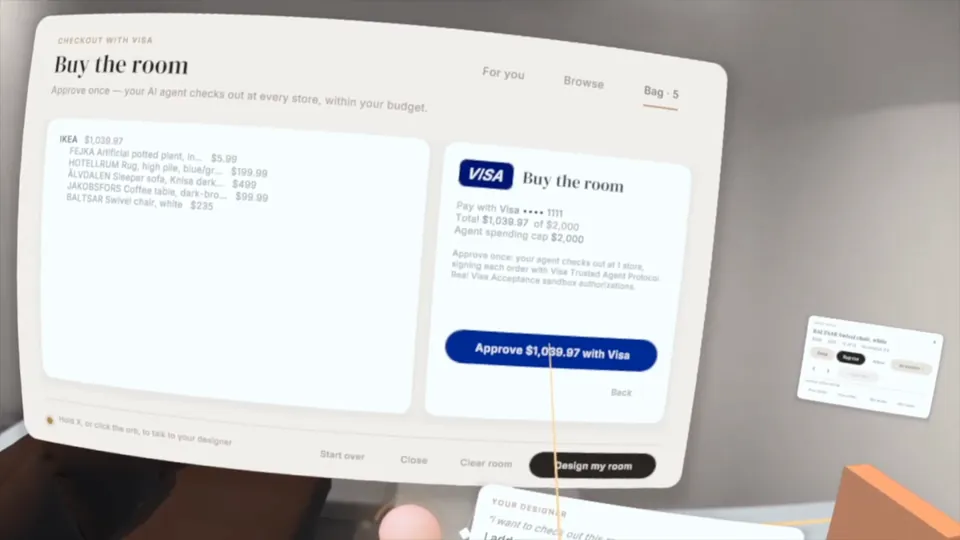 CHECKOUT WITH VISA
Buy the room
Approve once — your AI agent checks out at every store, within your budget.
For you
Browse
Bag · 5
IKEA $1,039.97
FEJKA Artificial potted plant, in... $5.99
HOTELLRUM Rug, high pile, blue/gr... $199.99
ÄLVDALEN Sleeper sofa, Knisa dark... $499
JAKOBSFORS Coffee table, dark-bro... $99.99
BALTSAR Swivel chair, white $235
VISA
Buy the room
Pay with Visa •••• 1111
Total $1,039.97 of $2,000
Agent spending cap $2,000
Approve once: your agent checks out at 1 store,
signing each order with Visa Trusted Agent Protocol.
Real Visa Acceptance sandbox authorizations.
Approve $1,039.97 with Visa
Back
Hold X, or click the orb, to talk to your designer
Start over
Close
Clear room
Design my room
BALTSAR Swivel chair, white
YOUR DESIGNER
"i want to check out this